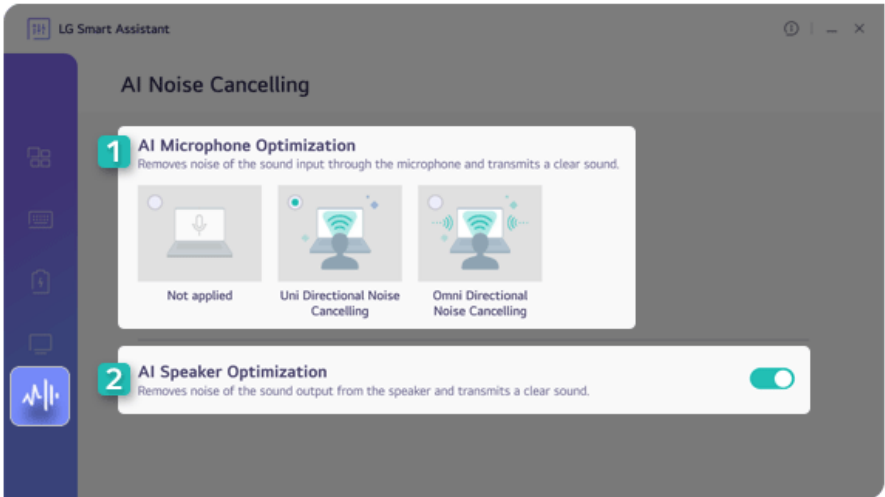 LG Smart Assistant
AI Noise Cancelling
1
AI Microphone Optimization
Removes noise of the sound input through the microphone and transmits a clear sound.
Not applied
Uni Directional Noise
Cancelling
Omni Directional
Noise Cancelling
2
AI Speaker Optimization
Removes noise of the sound output from the speaker and transmits a clear sound.